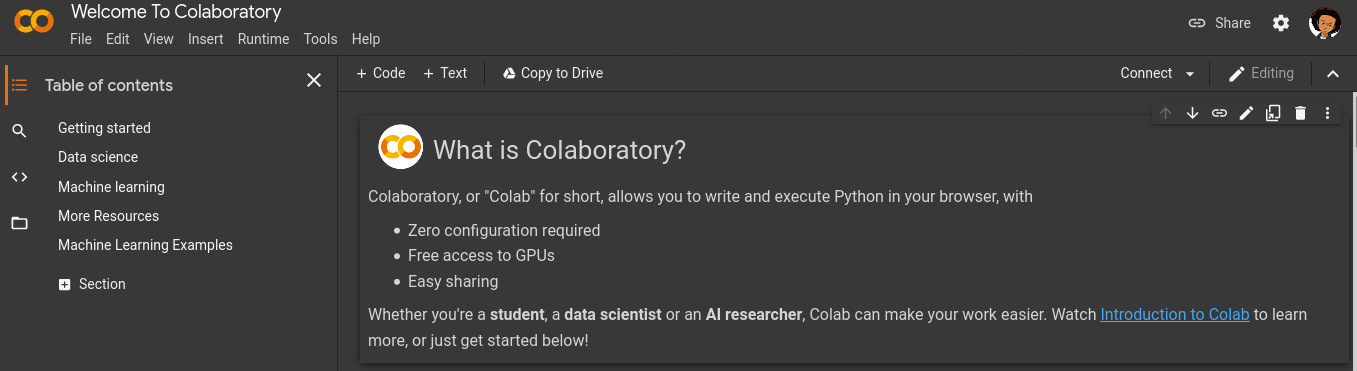 Welcome To Colaboratory
File Edit View Insert Runtime Tools Help
Share
Table of contents
Getting started
Data science
Machine learning
More Resources
Machine Learning Examples
Section
+ Code + Text Copy to Drive
Connect Editing
What is Colaboratory?
Colaboratory, or "Colab" for short, allows you to write and execute Python in your browser, with
• Zero configuration required
• Free access to GPUs
• Easy sharing
Whether you're a student, a data scientist or an AI researcher, Colab can make your work easier. Watch Introduction to Colab to learn
more, or just get started below!